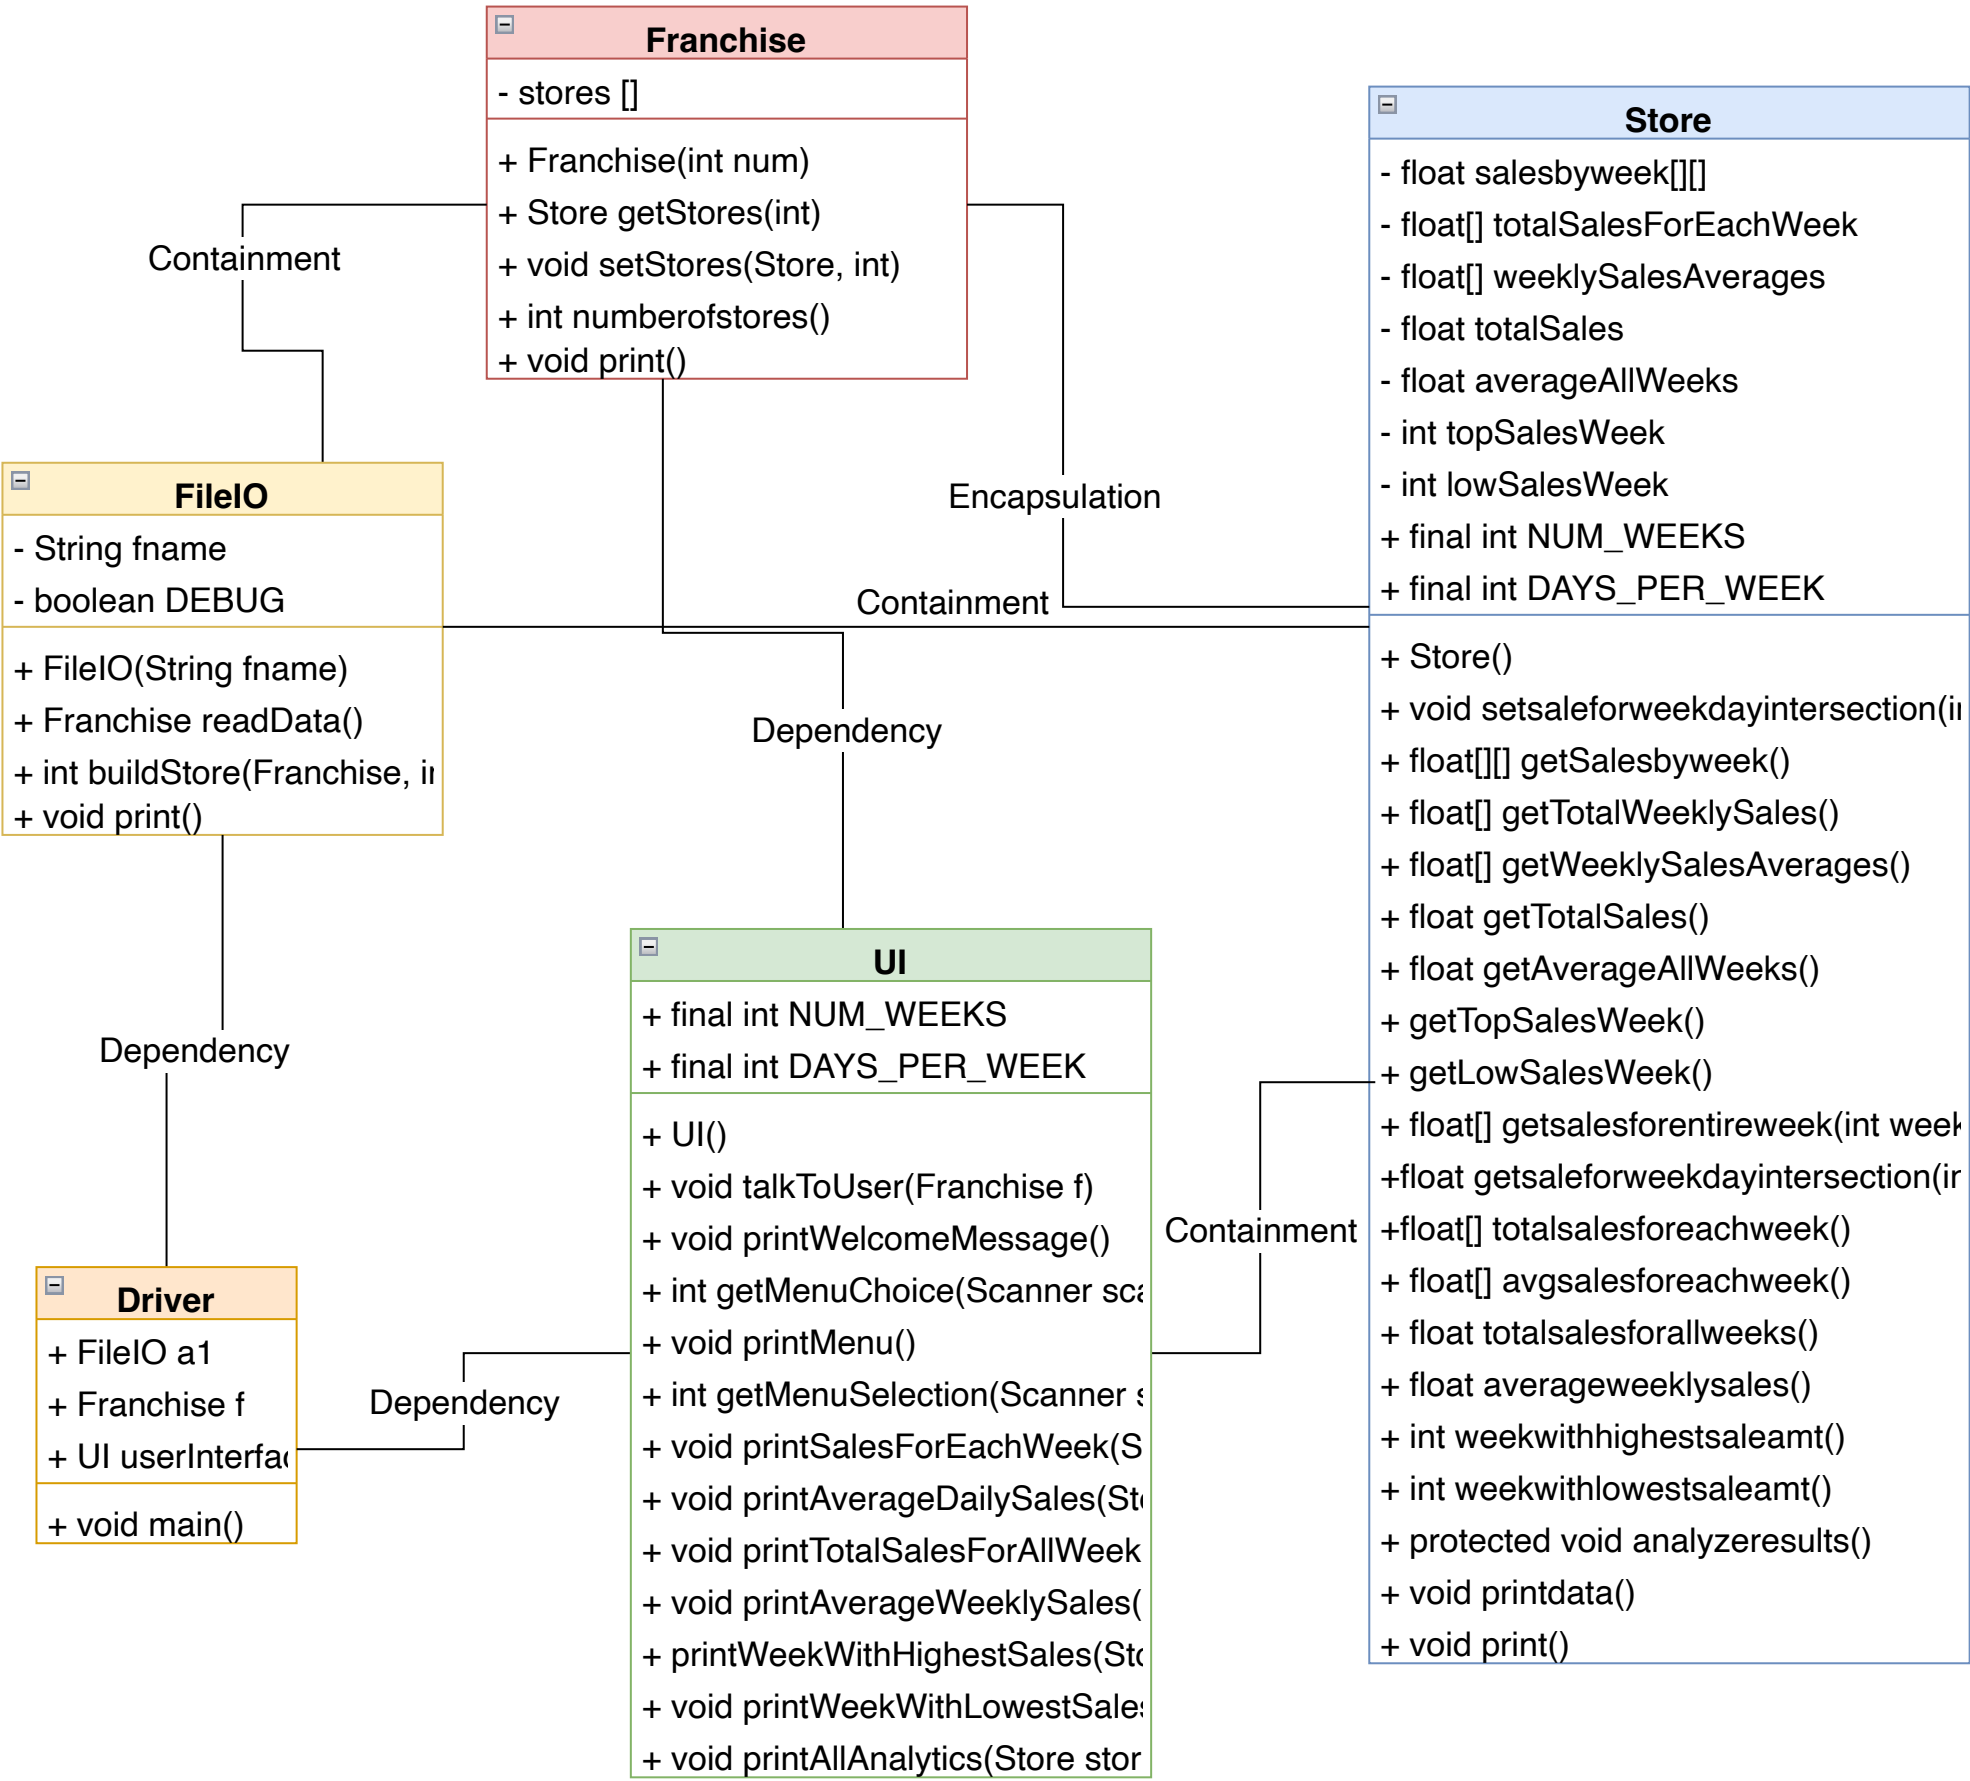 Franchise
- stores []
+ Franchise(int num)
+ Store getStores(int)
+ void setStores(Store, int)
+ int numberofstores()
+ void print()
Store
- float salesbyweek[][]
- float[] totalSalesForEachWeek
- float[] weeklySalesAverages
- float totalSales
- float averageAllWeeks
- int topSalesWeek
- int lowSalesWeek
+ final int NUM_WEEKS
+ final int DAYS_PER_WEEK
+ Store()
+ void setsaleforweekdayintersection(
+ float[][] getSalesbyweek()
+ float[] getTotalWeeklySales()
+ float[] getWeeklySalesAverages()
+ float getTotalSales()
+ float getAverageAllWeeks()
+ getTopSalesWeek()
+ getLowSalesWeek()
+ float[] getsalesforentireweek(int week
+float getsaleforweekdayintersection(
+float[] totalsalesforeachweek()
+ float[] avgsalesforeachweek()
+ float totalsalesforallweeks()
+ float averageweeklysales()
+ int weekwithhighestsaleamt()
+ int weekwithlowestsaleamt()
+ protected void analyzeresults()
+ void printdata()
+ void print()
Containment
Encapsulation
Containment
Dependency
FileIO
- String fname
- boolean DEBUG
+ FileIO(String fname)
+ Franchise readData()
+ int buildStore(Franchise,
+ void print()
Dependency
UI
+ final int NUM_WEEKS
+ final int DAYS_PER_WEEK
+ UI()
+ void talkToUser(Franchise f)
+ void printWelcomeMessage()
+ int getMenuChoice(Scanner
+ void printMenu()
+ int getMenuSelection(Scanner
+ void printSalesForEachWeek(S
+ void printAverageDailySales(
+ void printTotalSalesForAllWeek
+ void printAverageWeeklySales(
+ printWeekWithHighestSales(
+ void printWeekWithLowestSales
+ void printAllAnalytics(Store stor
Containment
Driver
+ FileIO a1
+ Franchise f
+ UI userInterfac
+ void main()
Dependency